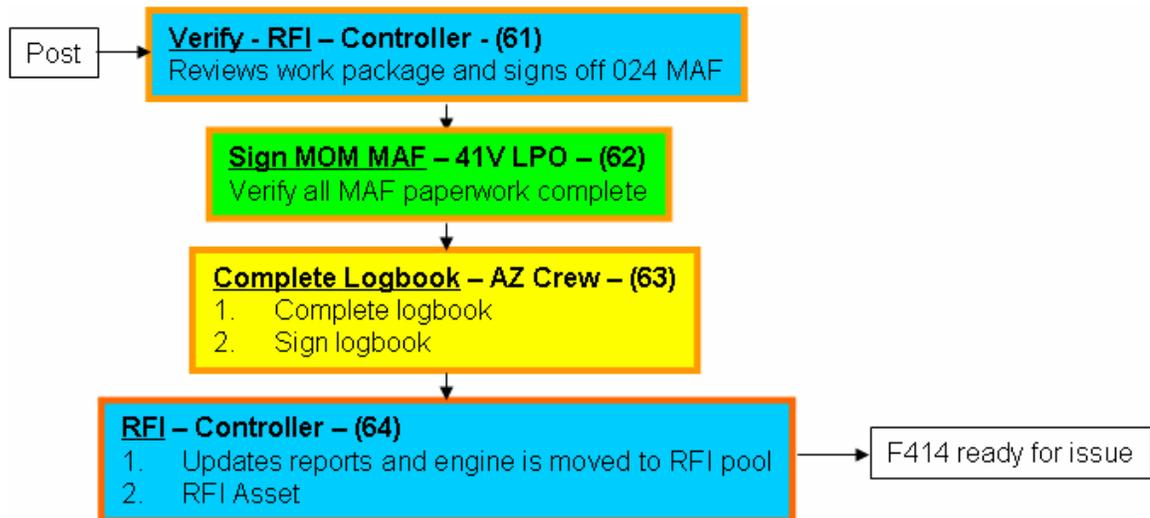 Post
Verify - RFI – Controller - (61)
Reviews work package and signs off 024 MAF
Sign MOM MAF – 41V LPO – (62)
Verify all MAF paperwork complete
Complete Logbook – AZ Crew – (63)
1. Complete logbook
2. Sign logbook
RFI – Controller – (64)
1. Updates reports and engine is moved to RFI pool
2. RFI Asset
F414 ready for issue